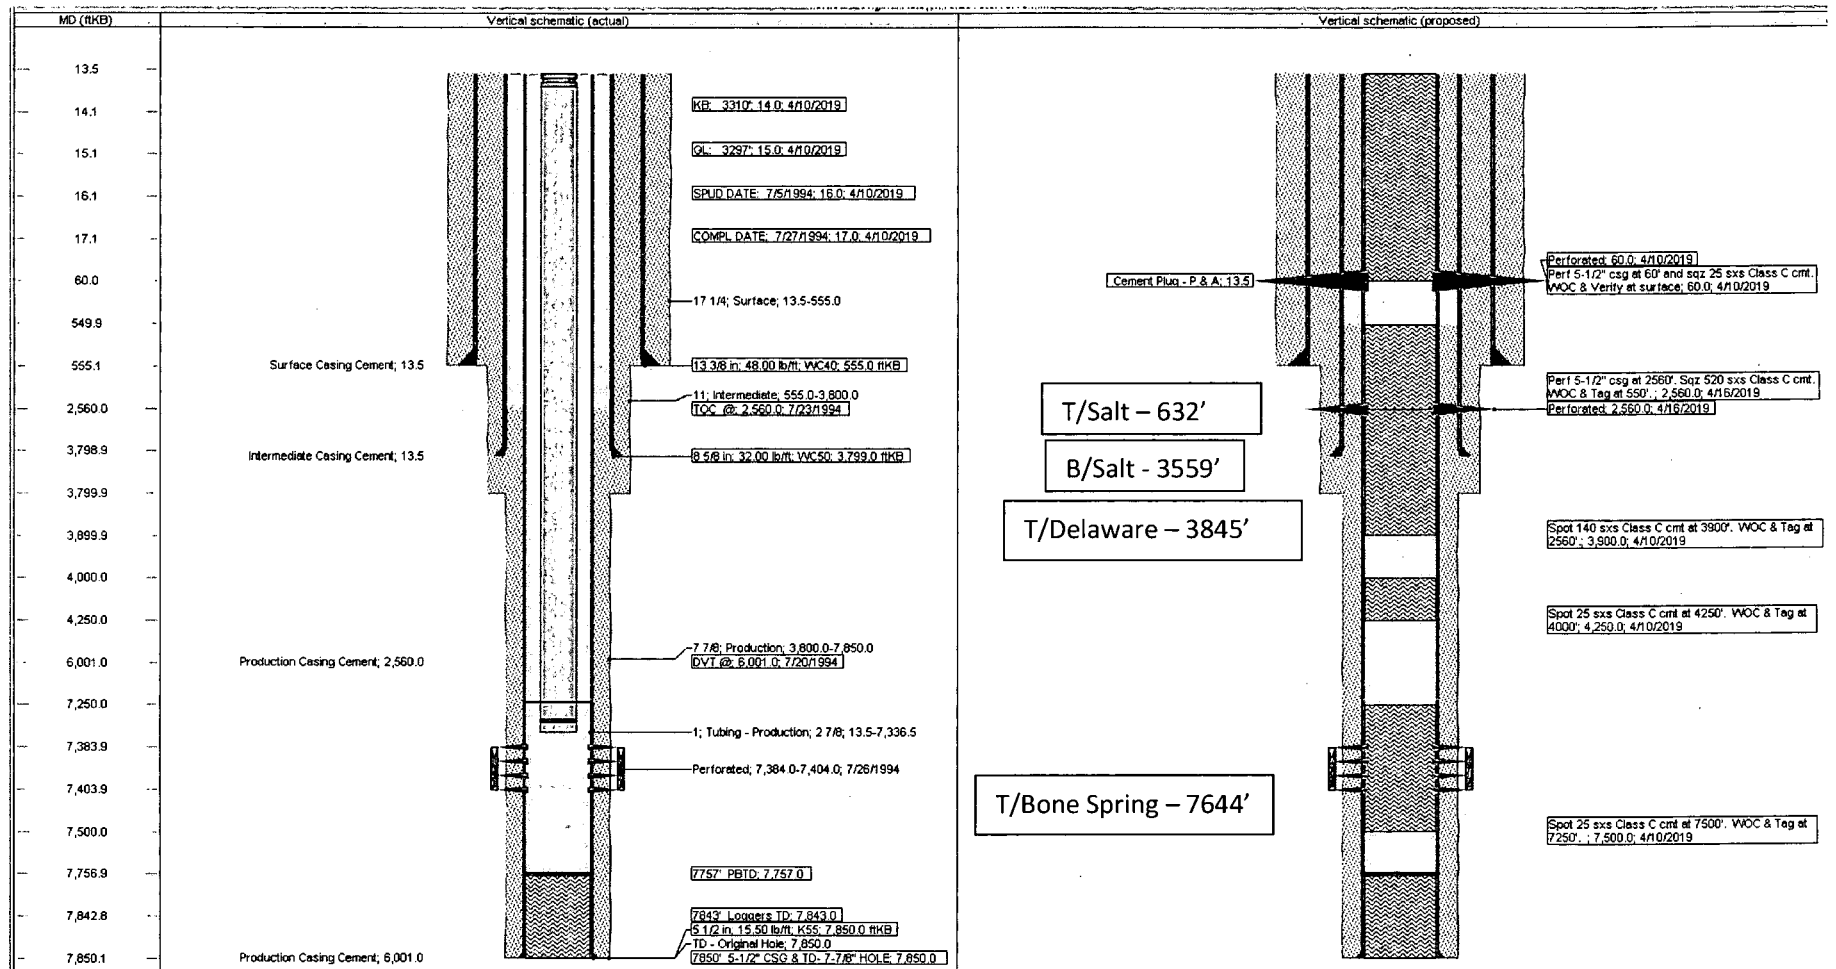 MD (ftKB)
Vertical schematic (actual)
Vertical schematic (proposed)
13.5
14.1
15.1
16.1
17.1
60.0
549.9
555.1
2,560.0
3,798.9
3,799.9
3,899.9
4,000.0
4,250.0
6,001.0
7,250.0
7,383.9
7,403.9
7,500.0
7,756.9
7,842.8
7,850.1
Surface Casing Cement; 13.5
Intermediate Casing Cement; 13.5
Production Casing Cement; 2,560.0
Production Casing Cement; 6,001.0
KB: 3310'; 14.0; 4/10/2019
GL: 3297'; 15.0; 4/10/2019
SPUD DATE: 7/5/1994; 16.0; 4/10/2019
COMPL DATE: 7/27/1994; 17.0; 4/10/2019
17 1/4; Surface; 13.5-555.0
13 3/8 in; 48.00 lb/ft; WC40; 555.0 ftKB
11; Intermediate; 555.0-3,800.0
TOC @; 2,560.0; 7/23/1994
8 5/8 in; 32.00 lb/ft; WC50; 3,799.0 ftKB
7 7/8; Production; 3,800.0-7,850.0
DVT @; 6,001.0; 7/20/1994
1; Tubing - Production; 2 7/8; 13.5-7,336.5
Perforated; 7,384.0-7,404.0; 7/26/1994
7757' PBTD; 7,757.0
7843' Loggers TD; 7,843.0
5 1/2 in; 15.50 lb/ft; K55; 7,850.0 ftKB
TD - Original Hole; 7,850.0
7850' 5-1/2" CSG & TD- 7-7/8" HOLE; 7,850.0
Cement Plug - P & A; 13.5
T/Salt – 632'
B/Salt - 3559'
T/Delaware – 3845'
T/Bone Spring – 7644'
Perforated; 60.0; 4/10/2019
Perf 5-1/2" csg at 60' and sqz 25 sxs Class C cmt.
WOC & Verify at surface; 60.0; 4/10/2019
Perf 5-1/2" csg at 2560'. Sqz 520 sxs Class C cmt.
WOC & Tag at 550'. ; 2,560.0; 4/16/2019
Perforated; 2,560.0; 4/16/2019
Spot 140 sxs Class C cmt at 3900'. WOC & Tag at
2560'.; 3,900.0; 4/10/2019
Spot 25 sxs Class C cmt at 4250'. WOC & Tag at
4000'; 4,250.0; 4/10/2019
Spot 25 sxs Class C cmt at 7500'. WOC & Tag at
7250'. ; 7,500.0; 4/10/2019